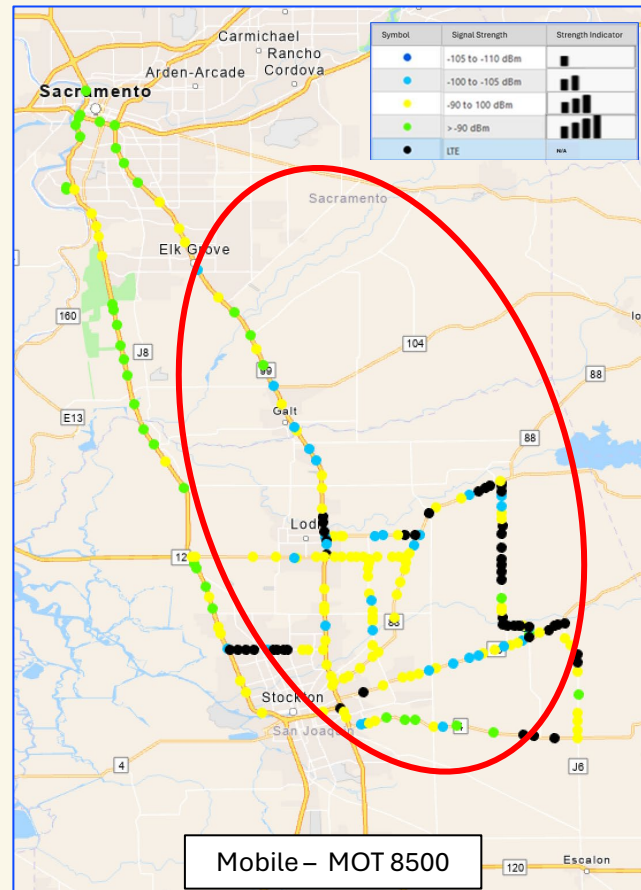 Carmichael
Rancho
Cordova
Arden-Arcade
Sacramento
Symbol Signal Strength Strength Indicator
-105 to -110 dBm
-100 to -105 dBm
-90 to 100 dBm
> -90 dBm
LTE N/A
Sacramento
Elk Grove
160
J8
104
99
88
E13
Galt
88
Lodi
12
88
Stockton
San Joaquin
4
4
J6
Mobile – MOT 8500
120
Escalon